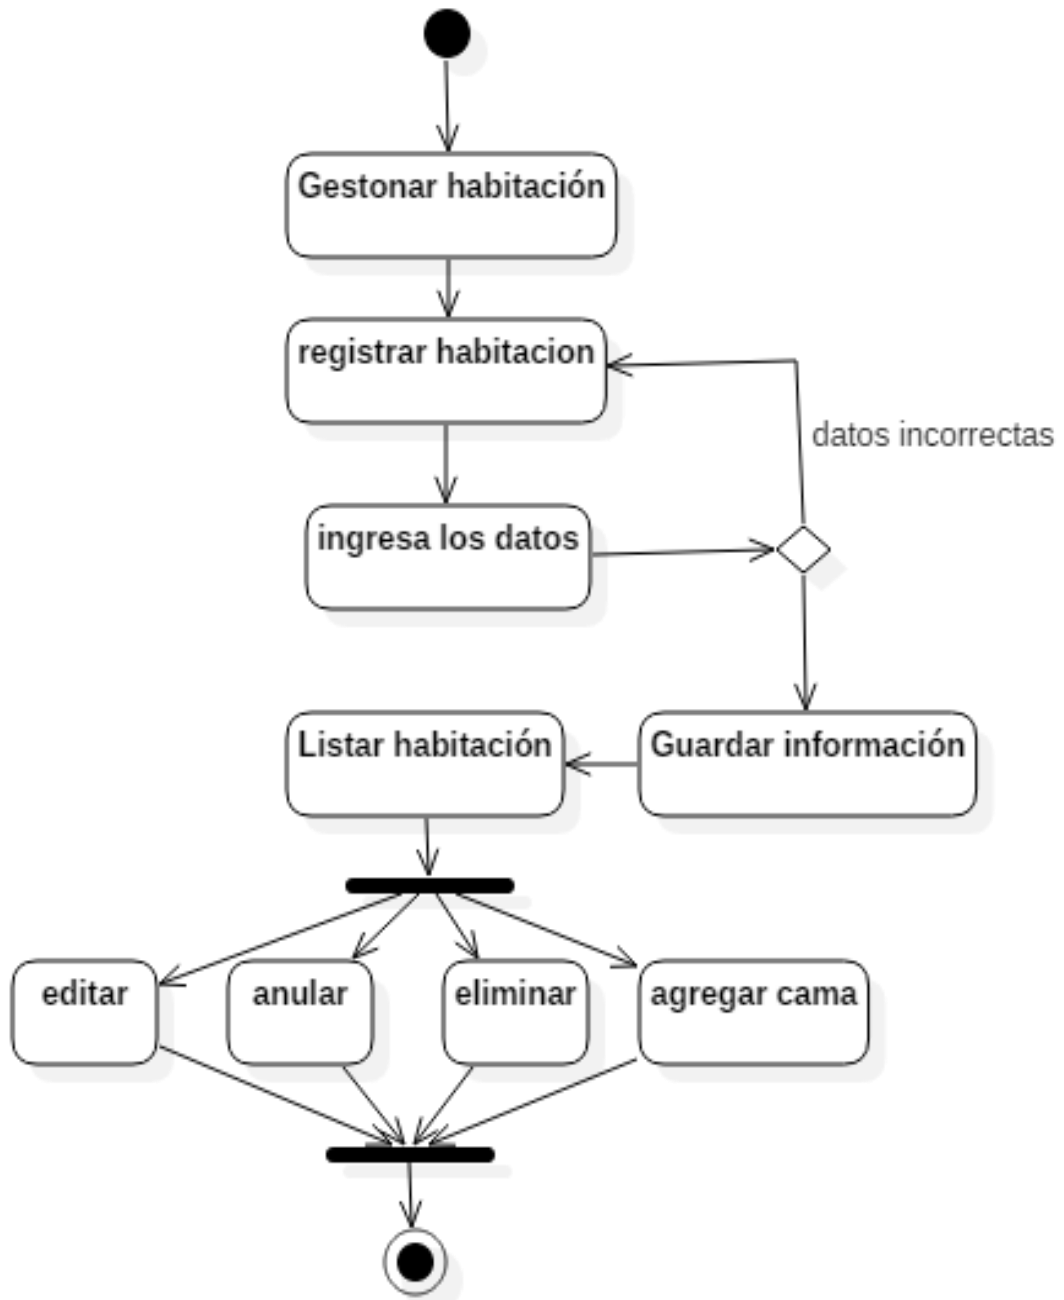 Gestonar habitación
registrar habitacion
datos incorrectas
ingresa los datos
Listar habitación
Guardar información
editar
anular
eliminar
agregar cama